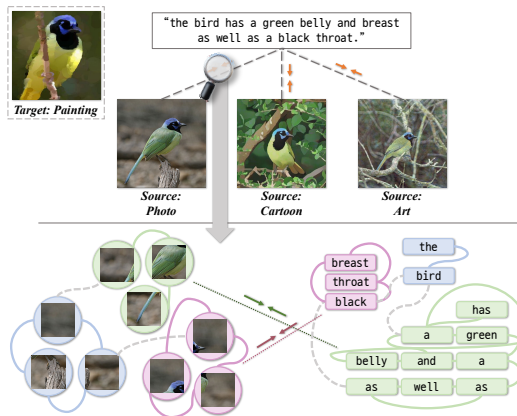 “the bird has a green belly and breast
as well as a black throat.”
Target: Painting
Source:
Photo
Source:
Cartoon
Source:
Art
the
breast
throat
bird
black
has
a green
belly and a
as well as